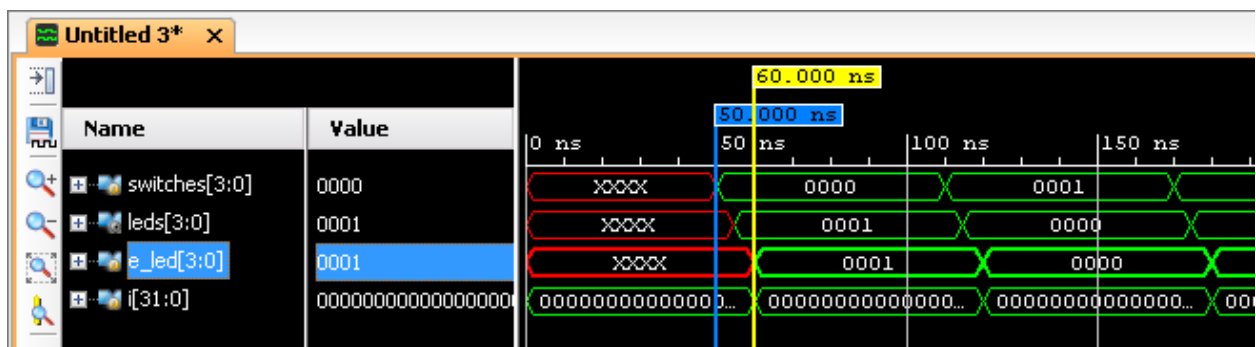 Untitled 3* X
60.000 ns
50.000 ns
Name Value
0 ns 50 ns 100 ns 150 ns
switches[3:0] 0000 XXXX 0000 0001
leds[3:0] 0001 XXXX 0001 0000
e_led[3:0] 0001 XXXX 0001 0000
i[31:0] 00000000000000000 00000000000000... 00000000000000... 00000000000000... 00